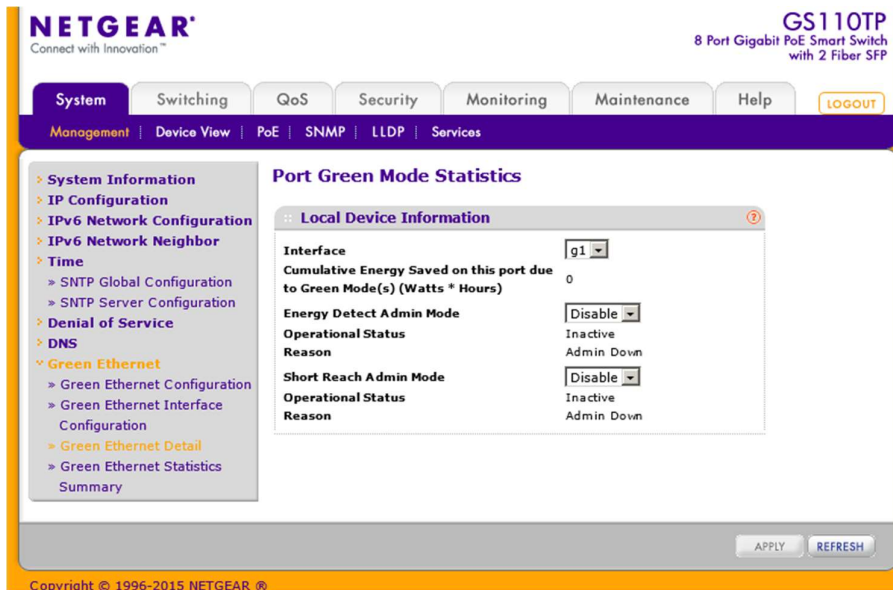 NETGEAR®
Connect with Innovation™
GS110TP
8 Port Gigabit PoE Smart Switch
with 2 Fiber SFP
System Switching QoS Security Monitoring Maintenance Help LOGOUT
Management Device View PoE SNMP LLDP Services
System Information
IP Configuration
IPv6 Network Configuration
IPv6 Network Neighbor
Time
» SNTP Global Configuration
» SNTP Server Configuration
Denial of Service
DNS
Green Ethernet
» Green Ethernet Configuration
» Green Ethernet Interface
Configuration
» Green Ethernet Detail
» Green Ethernet Statistics
Summary
Port Green Mode Statistics
Local Device Information ?
Interface g1
Cumulative Energy Saved on this port due
to Green Mode(s) (Watts * Hours) 0
Energy Detect Admin Mode Disable
Operational Status Inactive
Reason Admin Down
Short Reach Admin Mode Disable
Operational Status Inactive
Reason Admin Down
APPLY REFRESH
Copyright © 1996-2015 NETGEAR ®